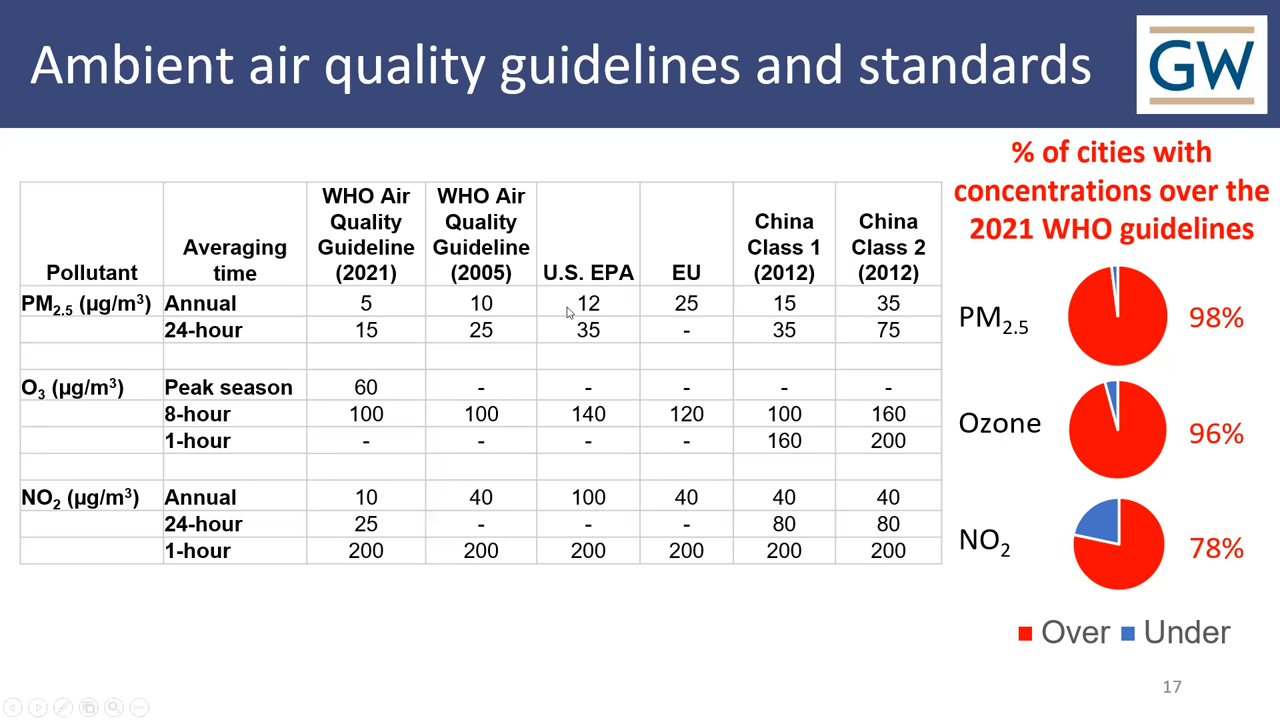 Ambient air quality guidelines and standards
GW
Pollutant | Averaging time | WHO Air Quality Guideline (2021) | WHO Air Quality Guideline (2005) | U.S. EPA | EU | China Class 1 (2012) | China Class 2 (2012)
PM2.5 (µg/m³) | Annual | 5 | 10 | 12 | 25 | 15 | 35
24-hour | 15 | 25 | 35 | - | 35 | 75
O3 (µg/m³) | Peak season | 60 | - | - | - | - | -
8-hour | 100 | 100 | 140 | 120 | 100 | 160
1-hour | - | - | - | - | 160 | 200
NO2 (µg/m³) | Annual | 10 | 40 | 100 | 40 | 40 | 40
24-hour | 25 | - | - | - | 80 | 80
1-hour | 200 | 200 | 200 | 200 | 200 | 200
% of cities with
concentrations over the
2021 WHO guidelines
PM2.5 98%
Ozone 96%
NO2 78%
Over Under
17